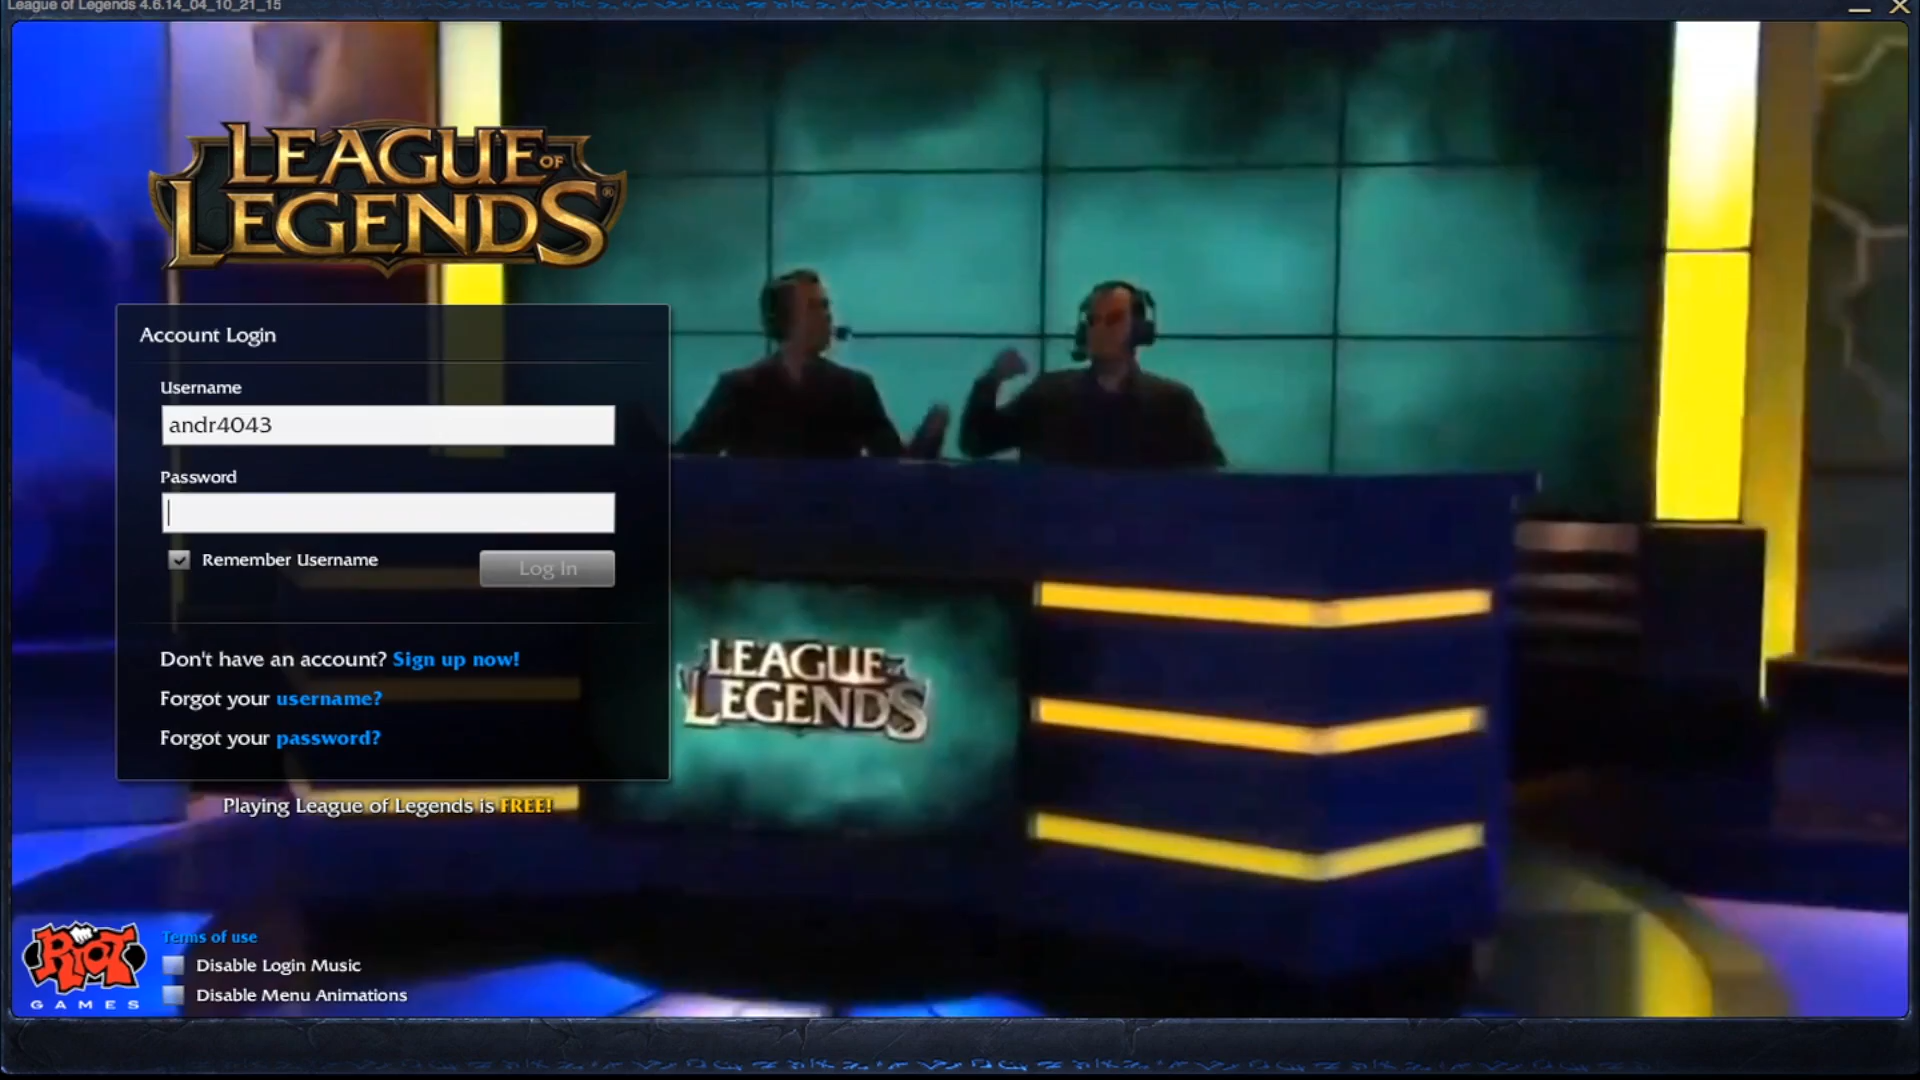 League of Legends 4.6.14_04_10_21_15
LEAGUE OF
LEGENDS®
Account Login
Username
andr4043
Password
Remember Username
Log In
Don't have an account? Sign up now!
Forgot your username?
Forgot your password?
Playing League of Legends is FREE!
LEAGUE OF
LEGENDS
RIOT
GAMES
Terms of use
Disable Login Music
Disable Menu Animations